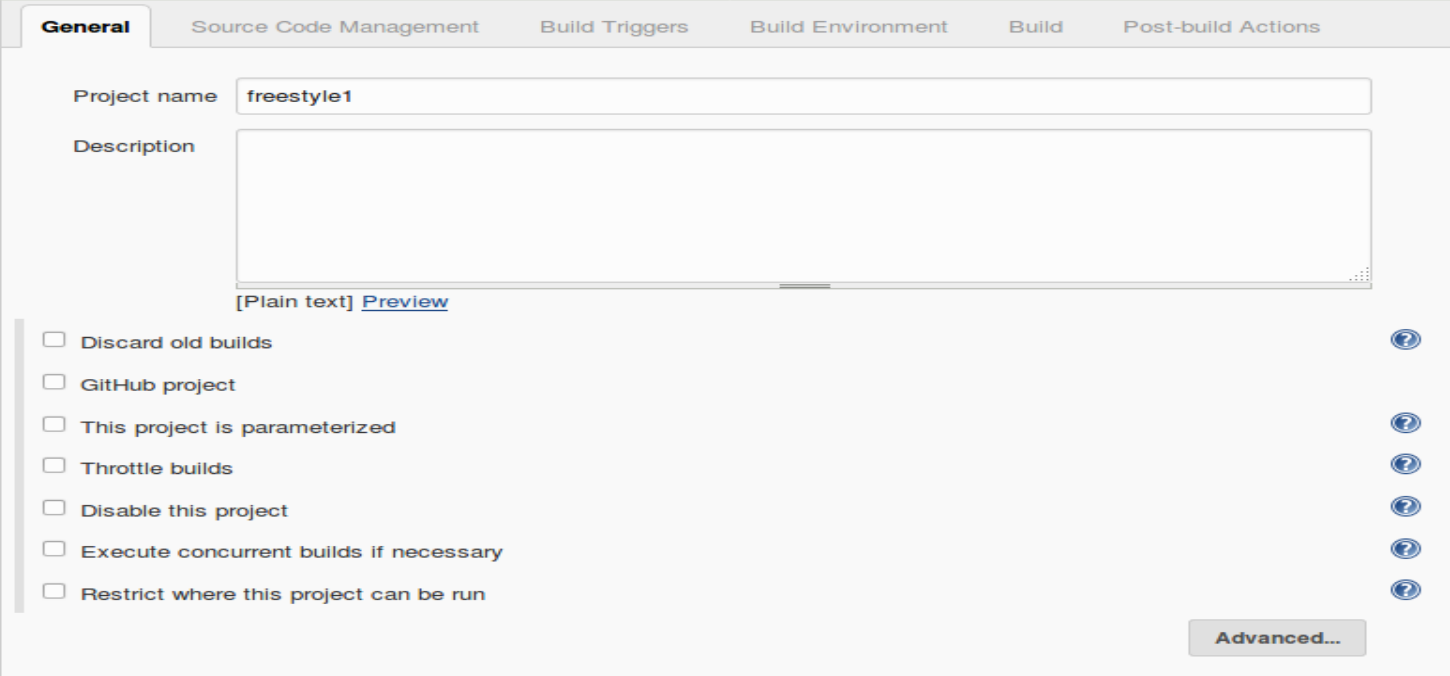 General Source Code Management Build Triggers Build Environment Build Post-build Actions
Project name freestyle1
Description
[Plain text] Preview
Discard old builds
GitHub project
This project is parameterized
Throttle builds
Disable this project
Execute concurrent builds if necessary
Restrict where this project can be run
Advanced...